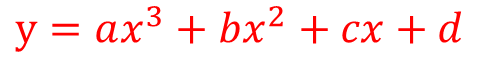 y = ax³ + bx² + cx + d